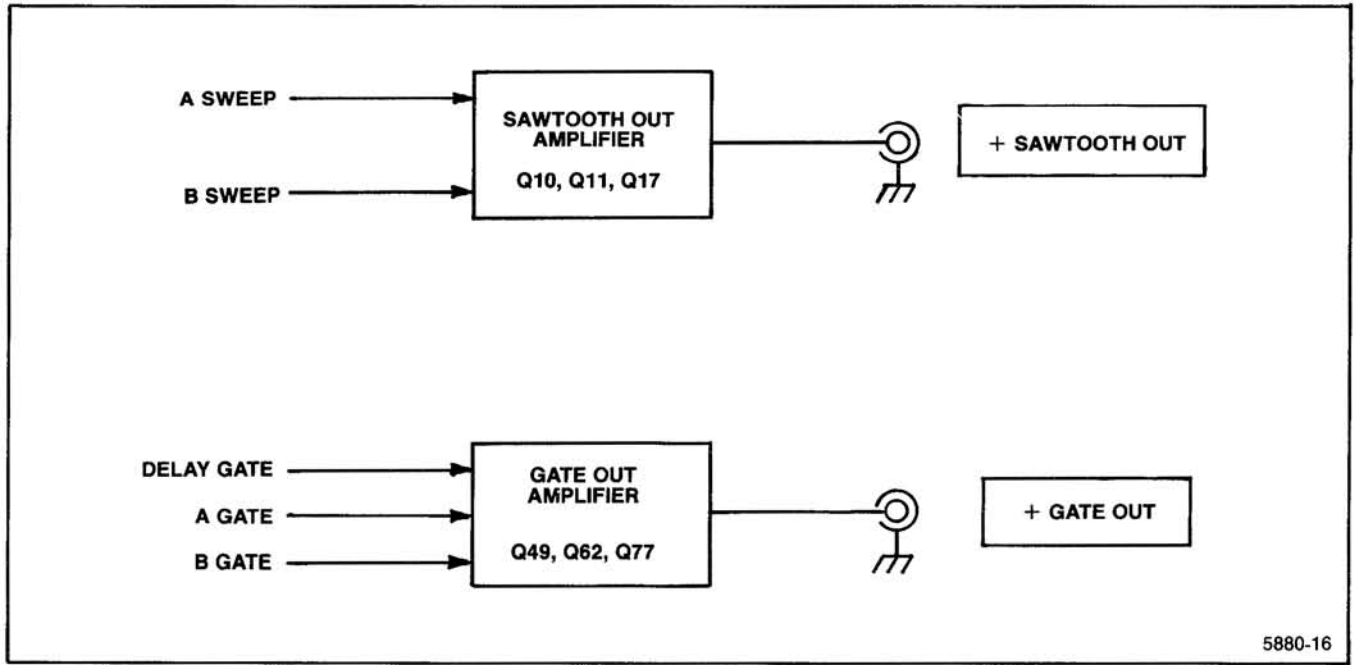 A SWEEP
B SWEEP
SAWTOOTH OUT
AMPLIFIER
Q10, Q11, Q17
+ SAWTOOTH OUT
DELAY GATE
A GATE
B GATE
GATE OUT
AMPLIFIER
Q49, Q62, Q77
+ GATE OUT
5880-16